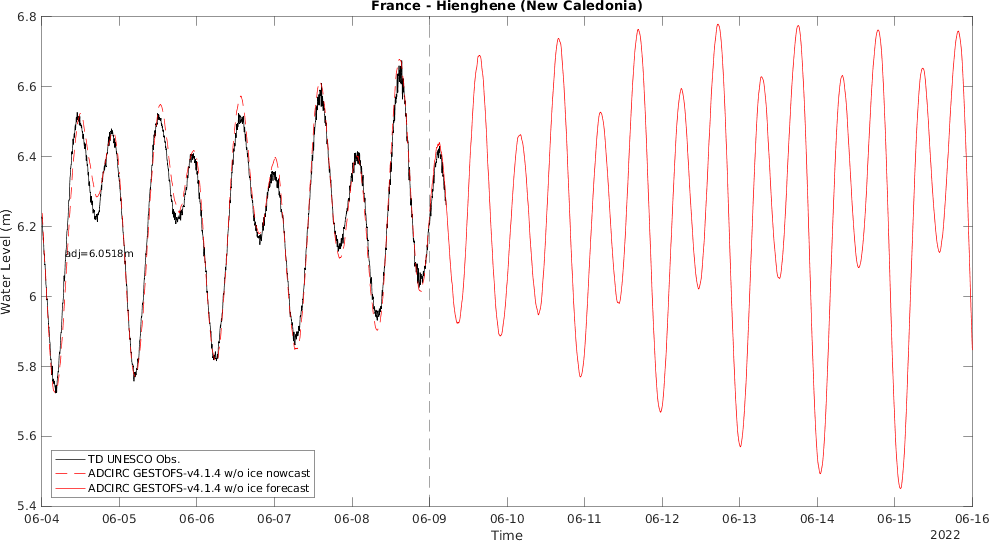 France - Hienghene (New Caledonia)
6.8
6.6
6.4
6.2
6
5.8
5.6
5.4
Water Level (m)
adj=6.0518m
TD UNESCO Obs.
ADCIRC GESTOFS-v4.1.4 w/o ice nowcast
ADCIRC GESTOFS-v4.1.4 w/o ice forecast
06-04 06-05 06-06 06-07 06-08 06-09 06-10 06-11 06-12 06-13 06-14 06-15 06-16
Time
2022